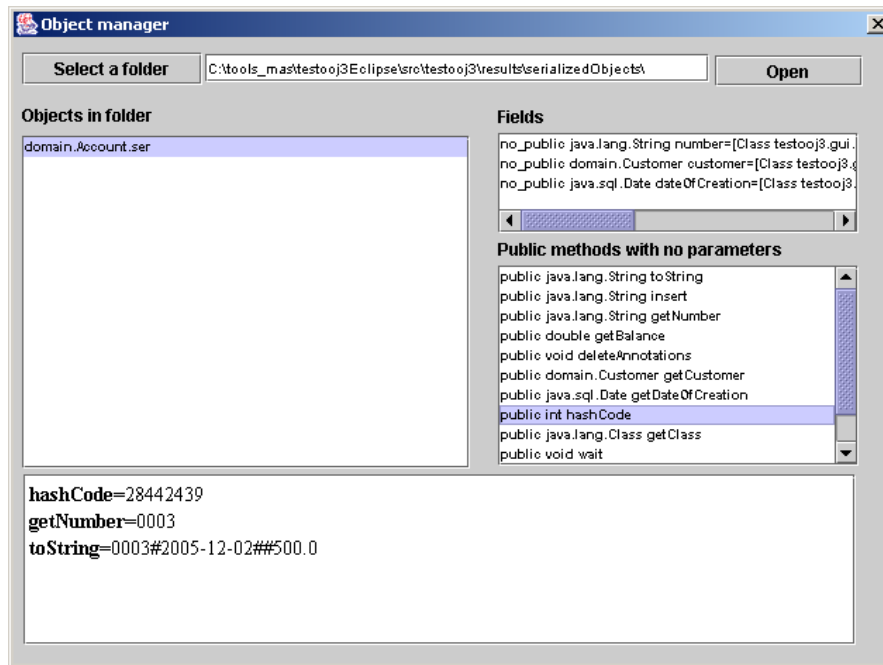 Object manager
Select a folder
C:\tools_mas\testooj3Eclipse\src\testooj3\results\serializedObjects\
Open
Objects in folder
domain.Account.ser
Fields
no_public java.lang.String number=[Class testooj3.gui.
no_public domain.Customer customer=[Class testooj3.g
no_public java.sql.Date dateOfCreation=[Class testooj3.
Public methods with no parameters
public java.lang.String toString
public java.lang.String insert
public java.lang.String getNumber
public double getBalance
public void deleteAnnotations
public domain.Customer getCustomer
public java.sql.Date getDateOfCreation
public int hashCode
public java.lang.Class getClass
public void wait
hashCode=28442439
getNumber=0003
toString=0003#2005-12-02##500.0